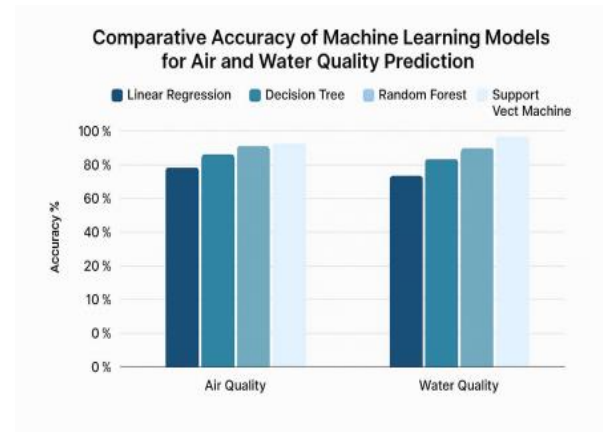 Comparative Accuracy of Machine Learning Models
for Air and Water Quality Prediction
Linear Regression
Decision Tree
Random Forest
Support
Vect Machine
100 %
80 %
60 %
40 %
20 %
10 %
0 %
0 %
Accuracy %
Air Quality
Water Quality